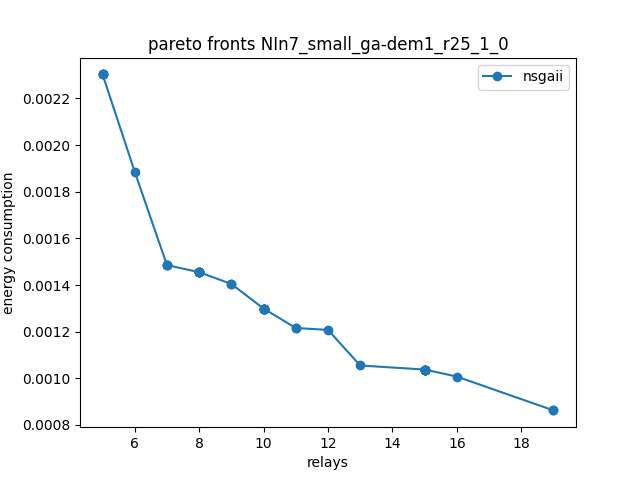 pareto fronts NIn7_small_ga-dem1_r25_1_0
nsgaii
0.0022
0.0020
0.0018
0.0016
0.0014
0.0012
0.0010
0.0008
energy consumption
6 8 10 12 14 16 18
relays